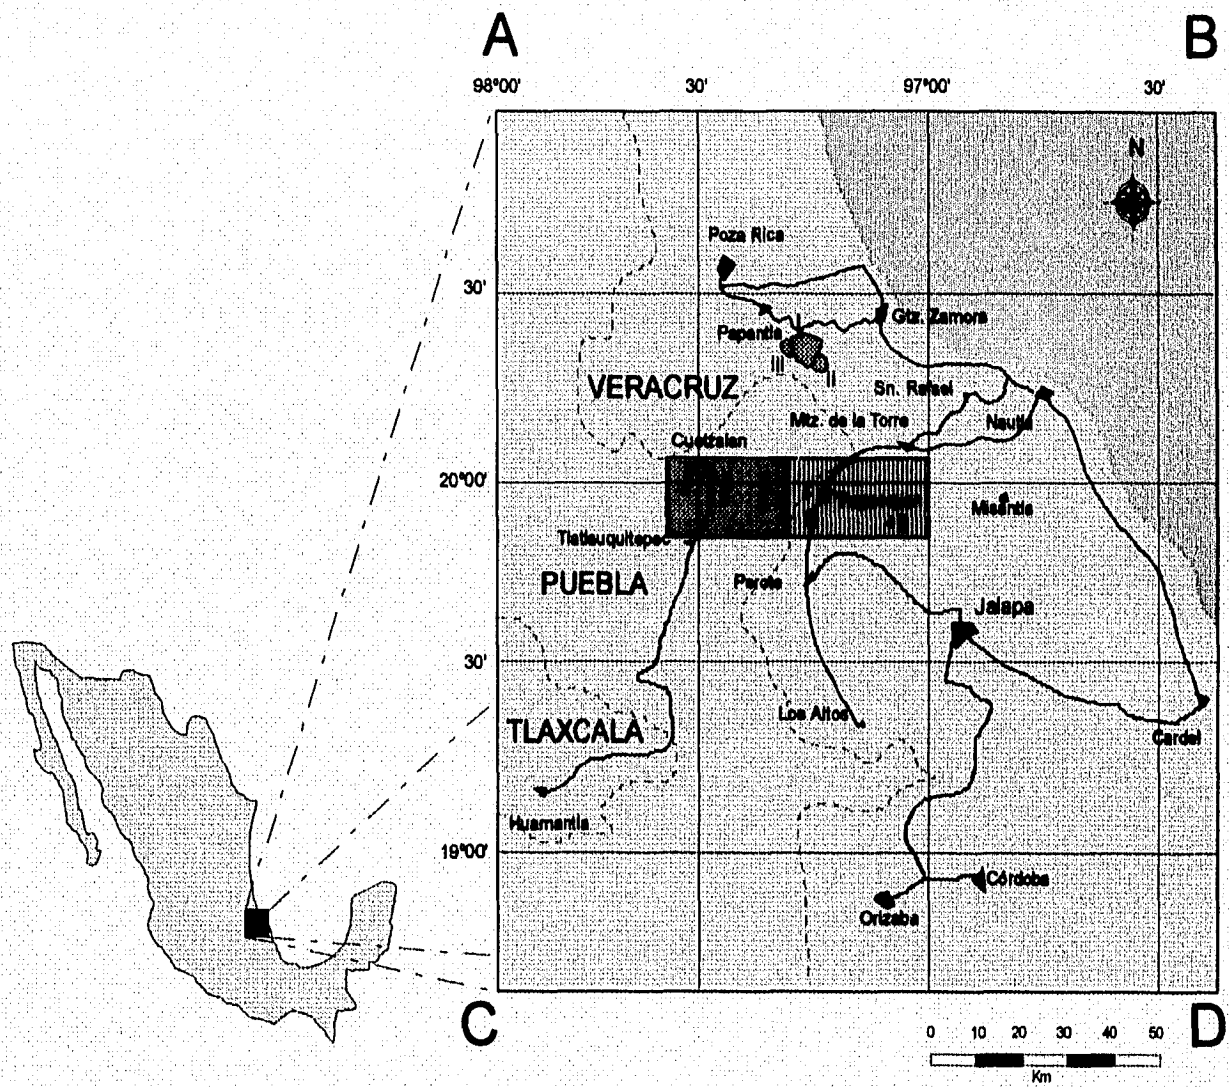 A
B
98°00'
30'
97°00'
30'
N
Poza Rica
30'
Gtz. Zamora
Papantla
I
III
II
VERACRUZ
Sn. Rafael
Mtz. de la Torre
Nautla
Cuetzalan
20°00'
Misantla
Tlatlauquitepec
PUEBLA
Perote
Jalapa
30'
Los Altos
TLAXCALA
Cardel
Huamantla
19°00'
Córdoba
Orizaba
C
D
0 10 20 30 40 50
Km